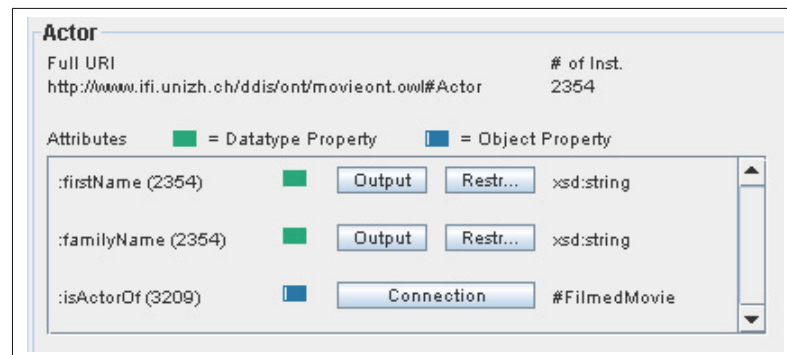 Actor
Full URI # of Inst.
http://www.ifi.unizh.ch/ddis/ont/movieont.owl#Actor 2354
Attributes = Datatype Property = Object Property
:firstName (2354) Output Restr... xsd:string
:familyName (2354) Output Restr... xsd:string
:isActorOf (3209) Connection #FilmedMovie